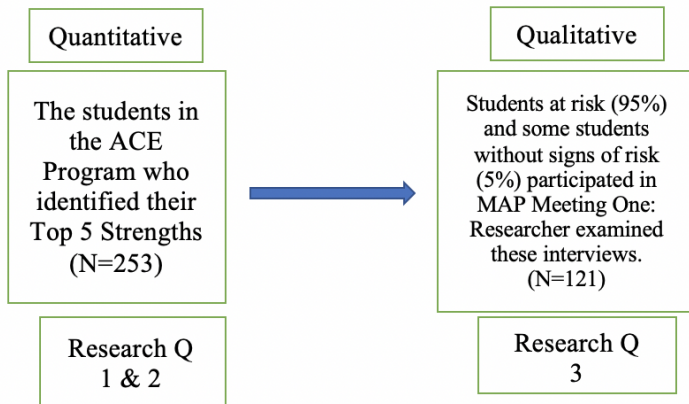 Quantitative
The students in
the ACE
Program who
identified their
Top 5 Strengths
(N=253)
Research Q
1 & 2
Qualitative
Students at risk (95%)
and some students
without signs of risk
(5%) participated in
MAP Meeting One:
Researcher examined
these interviews.
(N=121)
Research Q
3